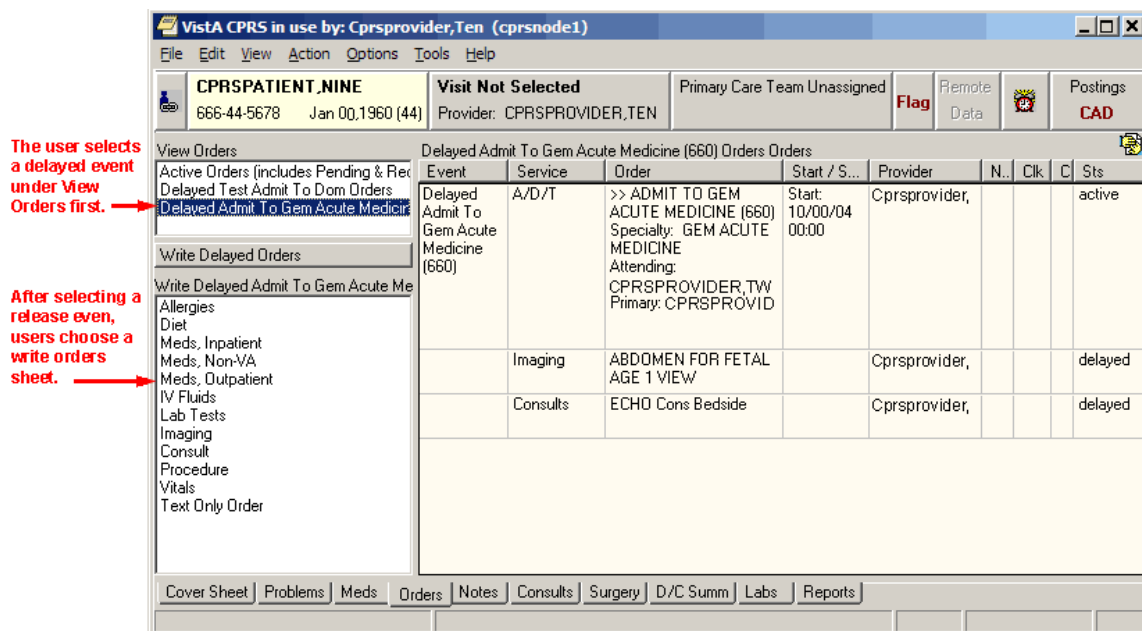 VistA CPRS in use by: Cprsprovider,Ten (cprsnode1)
File Edit View Action Options Tools Help
CPRSPATIENT,NINE
666-44-5678 Jan 00,1960 (44)
Visit Not Selected
Provider: CPRSPROVIDER,TEN
Primary Care Team Unassigned
Flag
Remote
Data
Postings
CAD
The user selects
a delayed event
under View
Orders first.
View Orders
Active Orders (includes Pending & Rec
Delayed Test Admit To Dom Orders
Delayed Admit To Gem Acute Medicin
Write Delayed Orders
After selecting a
release even,
users choose a
write orders
sheet.
Write Delayed Admit To Gem Acute Me
Allergies
Diet
Meds, Inpatient
Meds, Non-VA
Meds, Outpatient
IV Fluids
Lab Tests
Imaging
Consult
Procedure
Vitals
Text Only Order
Delayed Admit To Gem Acute Medicine (660) Orders Orders
Event Service Order Start / S... Provider N.. Clk C Sts
Delayed
Admit To
Gem Acute
Medicine
(660)
A/D/T
>> ADMIT TO GEM
ACUTE MEDICINE (660)
Specialty: GEM ACUTE
MEDICINE
Attending:
CPRSPROVIDER,TW
Primary: CPRSPROVID
Start:
10/00/04
00:00
Cprsprovider,
active
Imaging
ABDOMEN FOR FETAL
AGE 1 VIEW
Cprsprovider,
delayed
Consults
ECHO Cons Bedside
Cprsprovider,
delayed
Cover Sheet Problems Meds Orders Notes Consults Surgery D/C Summ Labs Reports